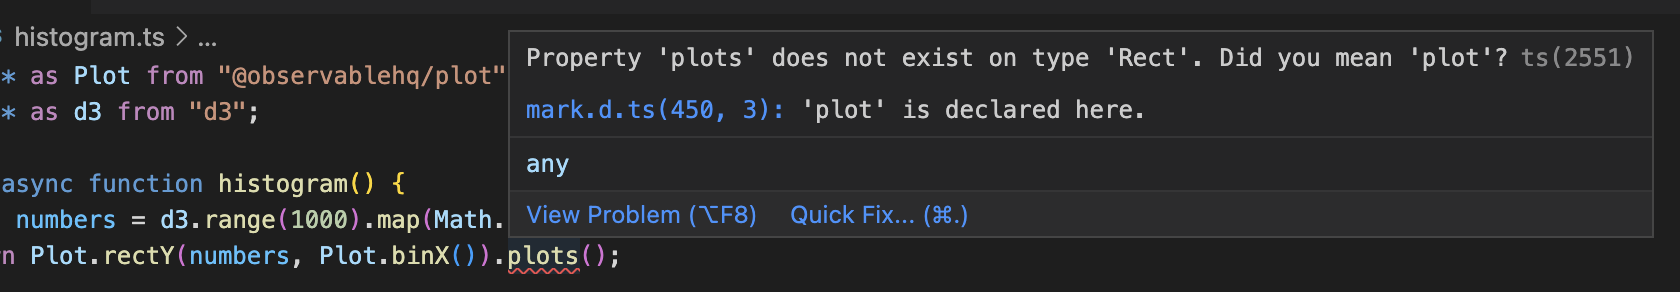 histogram.ts > ...
* as Plot from "@observablehq/plot"
* as d3 from "d3";
async function histogram() {
numbers = d3.range(1000).map(Math.
n Plot.rectY(numbers, Plot.binX()).plots();
Property 'plots' does not exist on type 'Rect'. Did you mean 'plot'? ts(2551)
mark.d.ts(450, 3): 'plot' is declared here.
any
View Problem (⌥F8) Quick Fix... (⌘.)